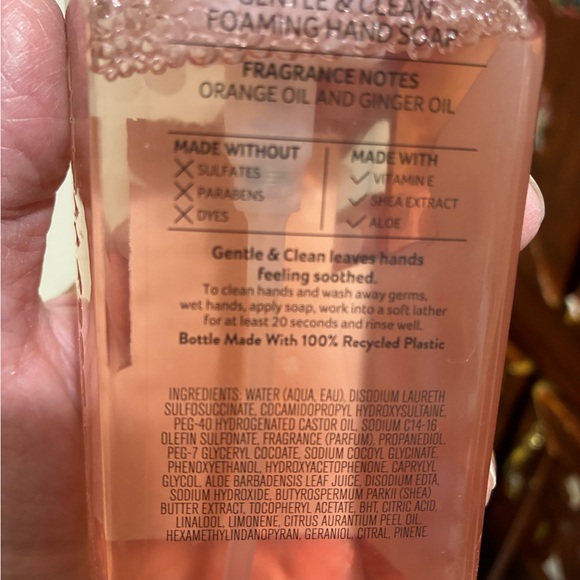 GENTLE & CLEAN
FOAMING HAND SOAP
FRAGRANCE NOTES
ORANGE OIL AND GINGER OIL
MADE WITHOUT
SULFATES
PARABENS
DYES
MADE WITH
VITAMIN E
SHEA EXTRACT
ALOE
Gentle & Clean leaves hands
feeling soothed.
To clean hands and wash away germs,
wet hands, apply soap, work into a soft lather
for at least 20 seconds and rinse well.
Bottle Made With 100% Recycled Plastic
INGREDIENTS: WATER (AQUA, EAU), DISODIUM LAURETH
SULFOSUCCINATE, COCAMIDOPROPYL HYDROXYSULTAINE,
PEG-40 HYDROGENATED CASTOR OIL, SODIUM C14-16
OLEFIN SULFONATE, FRAGRANCE (PARFUM), PROPANEDIOL,
PEG-7 GLYCERYL COCOATE, SODIUM COCOYL GLYCINATE,
PHENOXYETHANOL, HYDROXYACETOPHENONE, CAPRYLYL
GLYCOL, ALOE BARBADENSIS LEAF JUICE, DISODIUM EDTA,
SODIUM HYDROXIDE, BUTYROSPERMUM PARKII (SHEA)
BUTTER EXTRACT, TOCOPHERYL ACETATE, BHT, CITRIC ACID,
LINALOOL, LIMONENE, CITRUS AURANTIUM PEEL OIL,
HEXAMETHYLINDANOPYRAN, GERANIOL, CITRAL, PINENE.